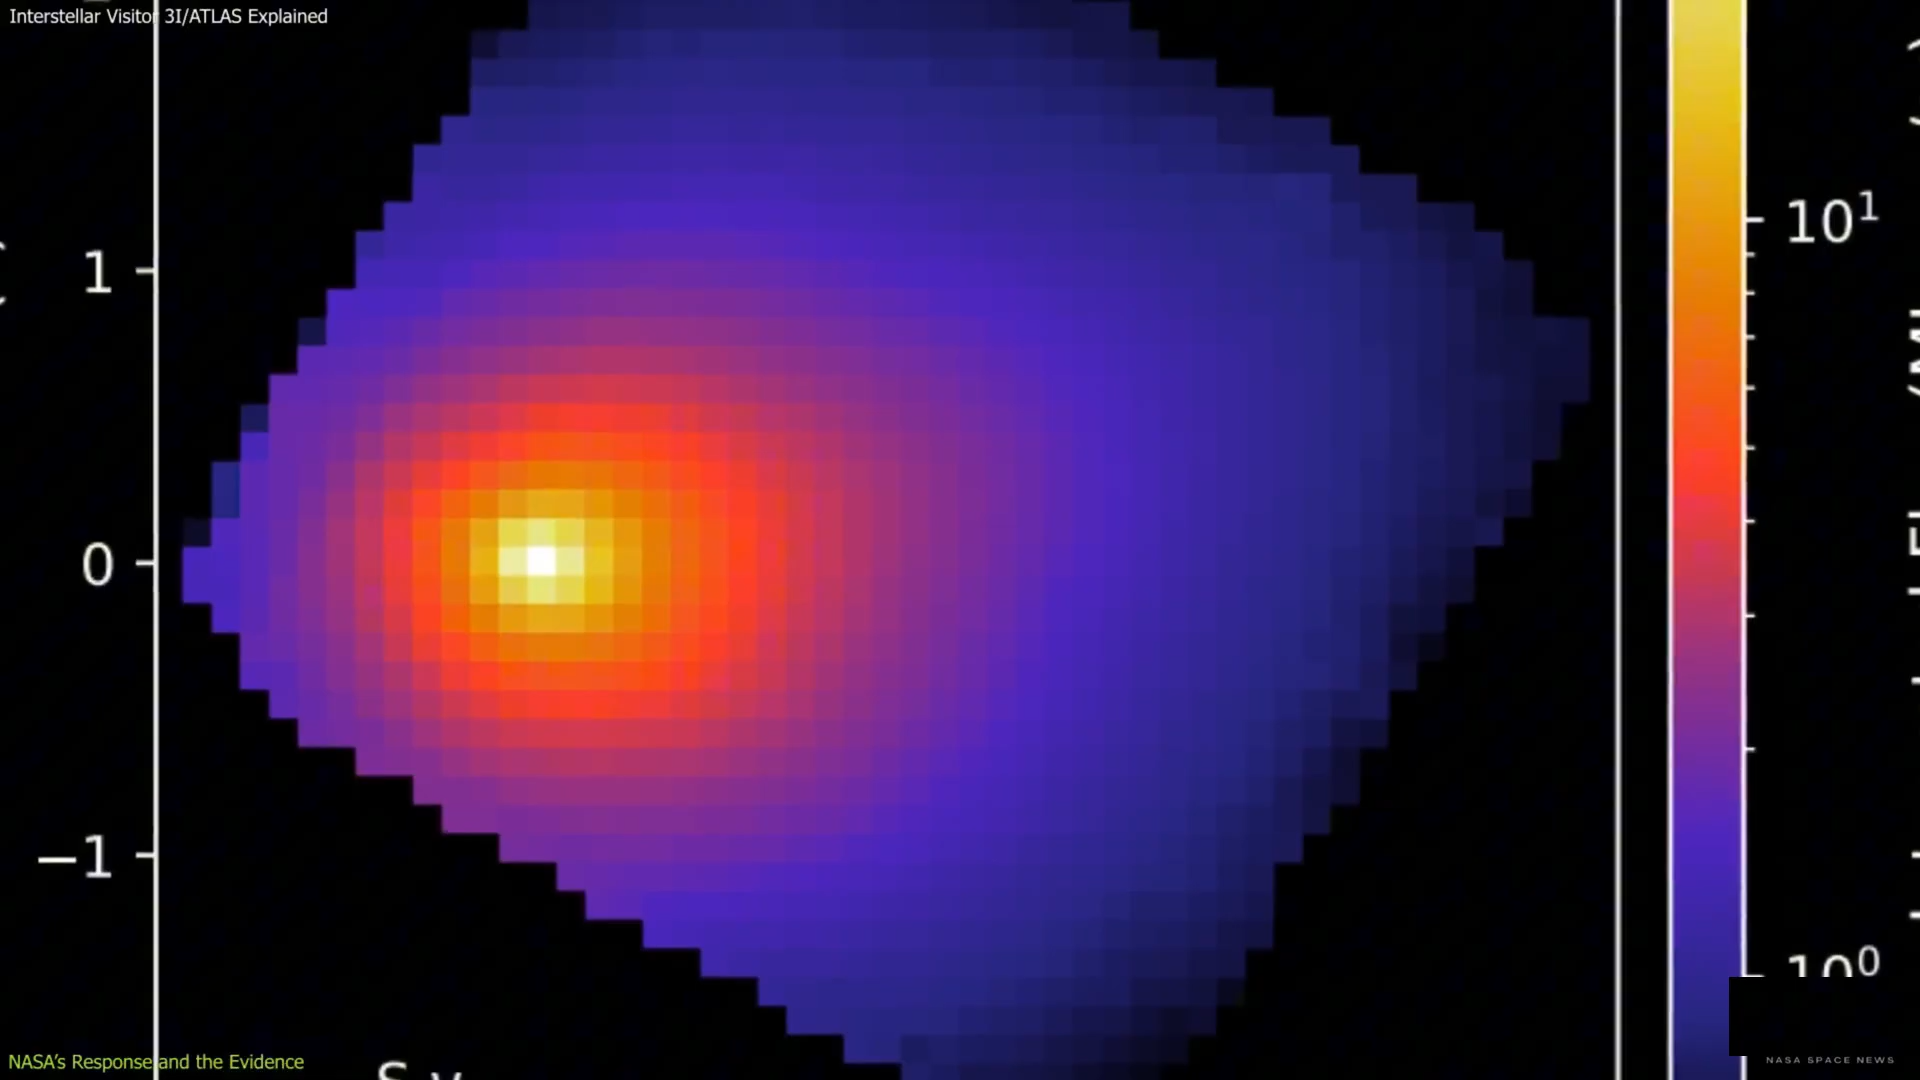 Interstellar Visitor 3I/ATLAS Explained
10¹
1
0
−1
10⁰
NASA's Response and the Evidence
NASA SPACE NEWS